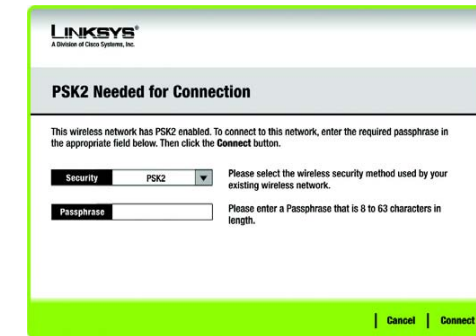 LINKSYS®
A Division of Cisco Systems, Inc.
PSK2 Needed for Connection
This wireless network has PSK2 enabled. To connect to this network, enter the required passphrase in
the appropriate field below. Then click the Connect button.
Security PSK2
Please select the wireless security method used by your
existing wireless network.
Passphrase
Please enter a Passphrase that is 8 to 63 characters in
length.
Cancel Connect